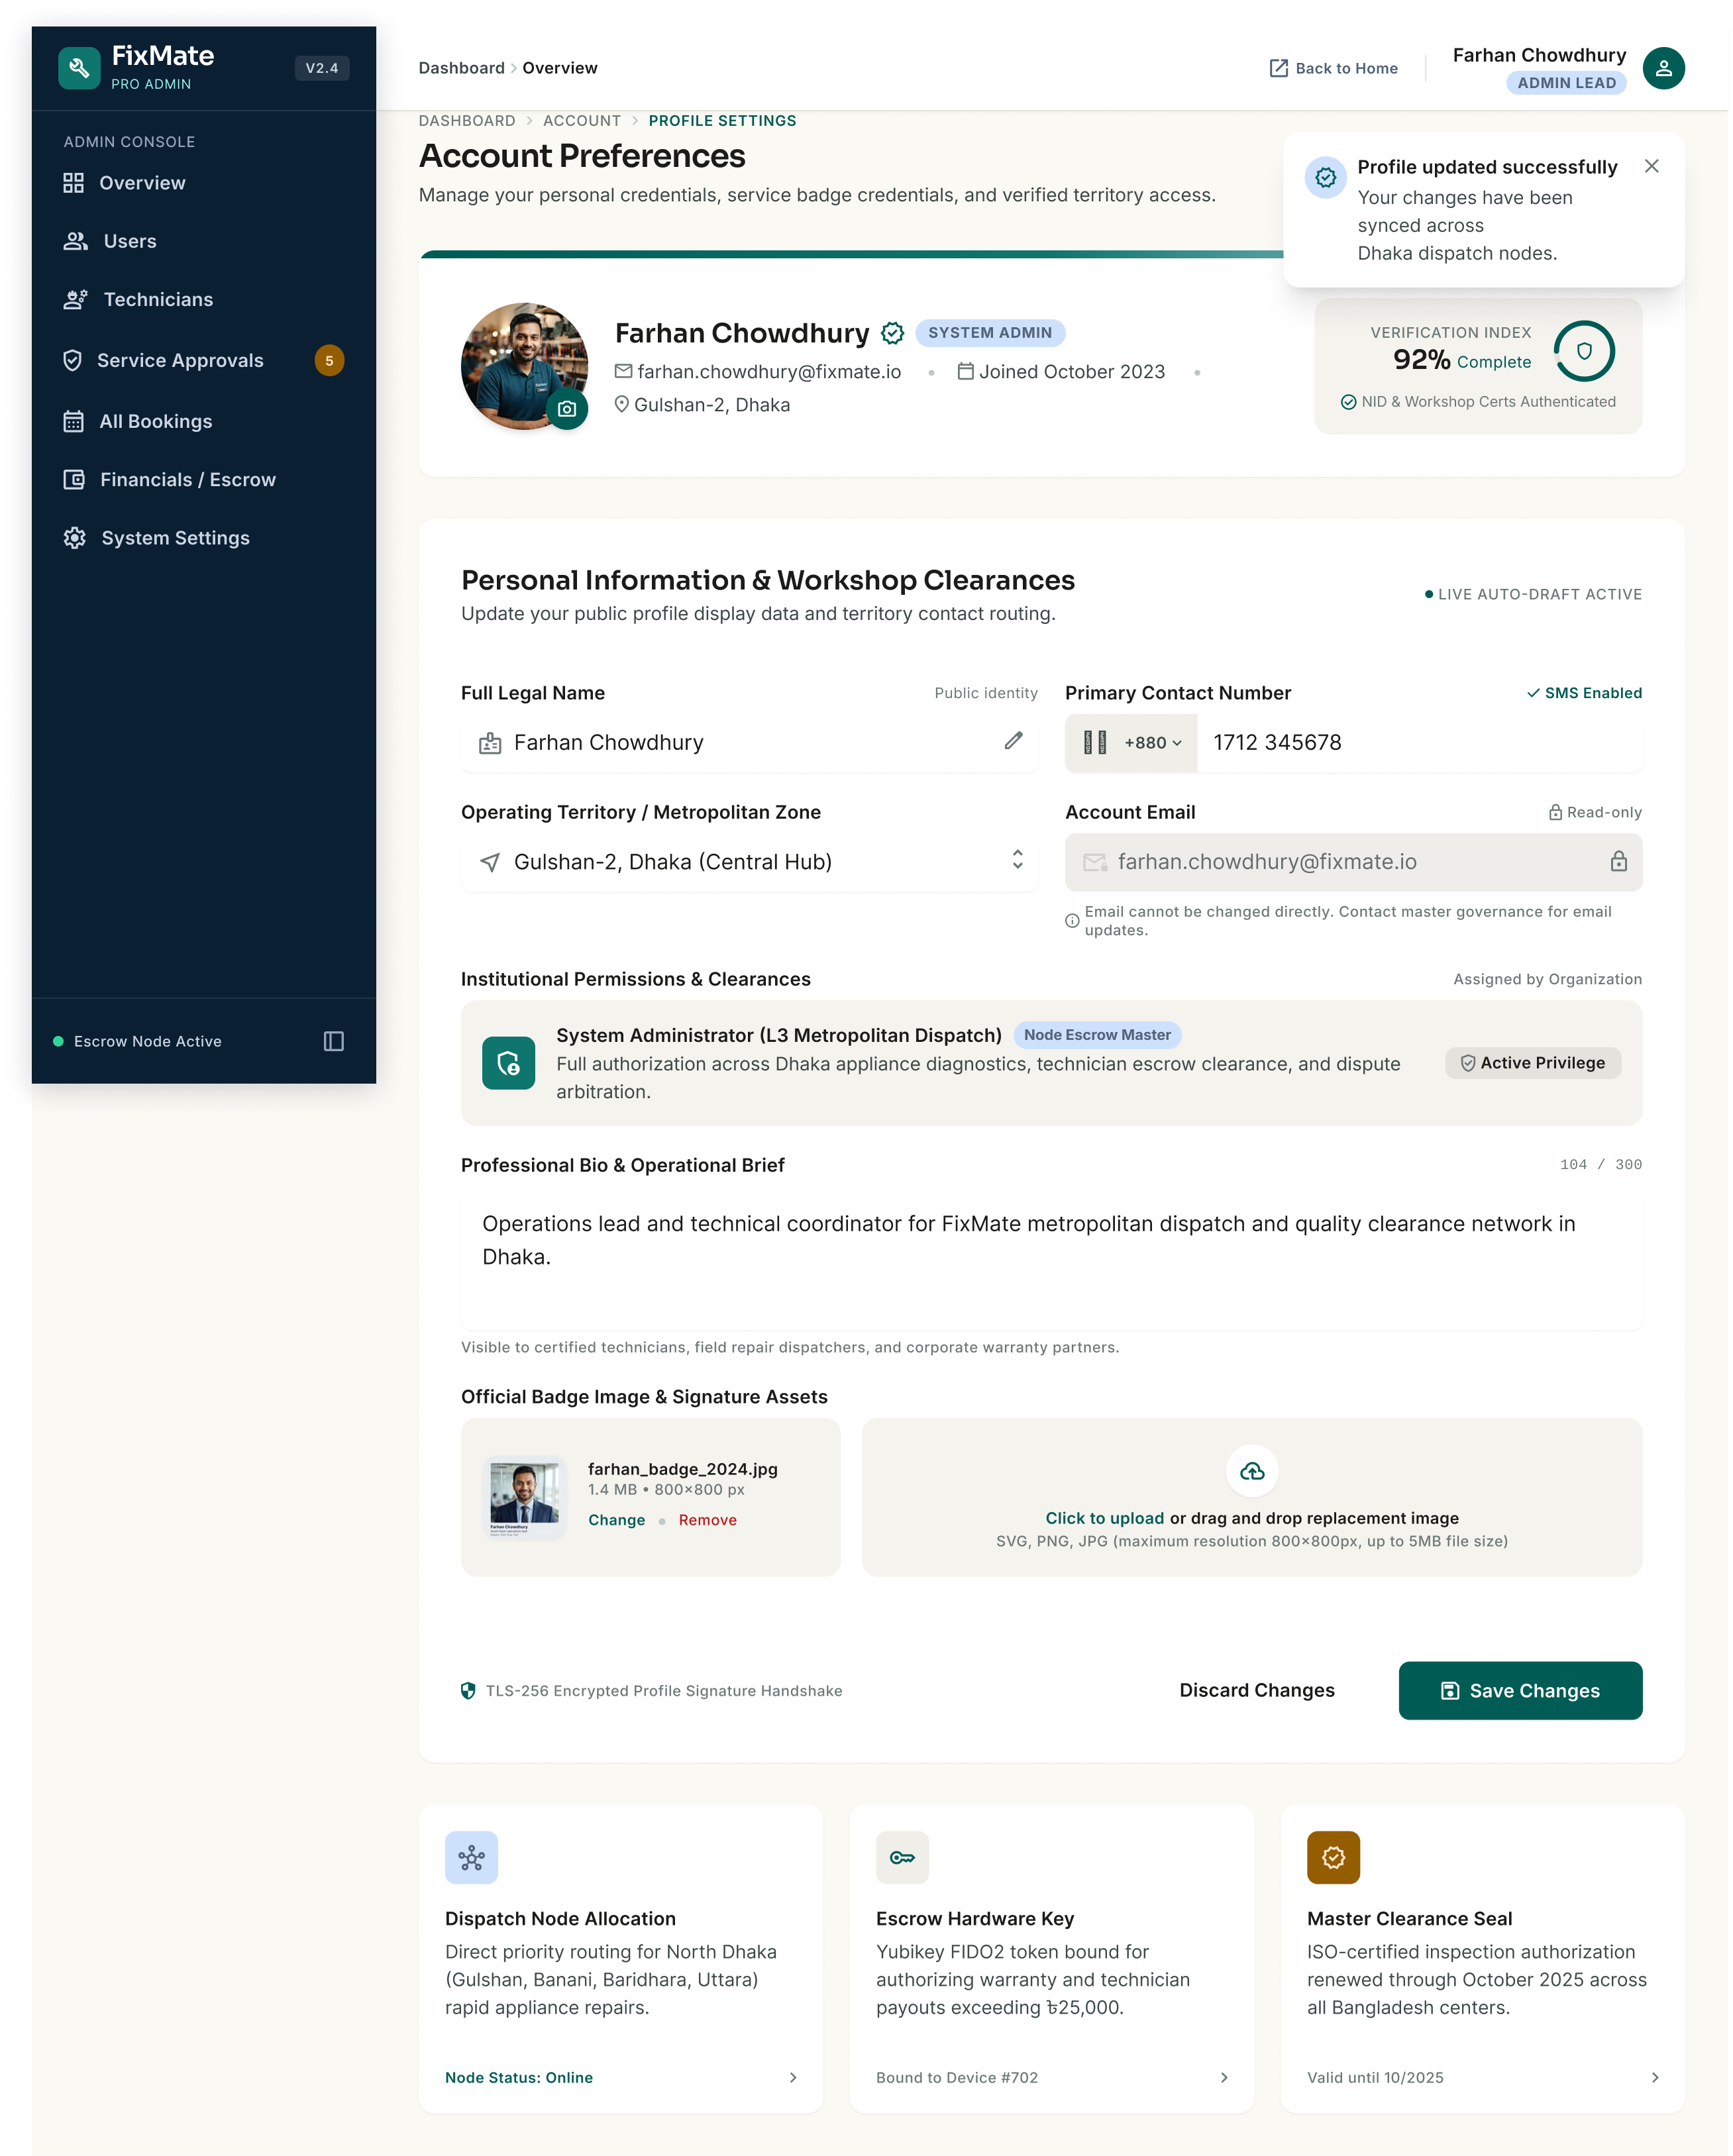 FixMate
PRO ADMIN
V2.4
ADMIN CONSOLE
Overview
Users
Technicians
Service Approvals
5
All Bookings
Financials / Escrow
System Settings
Escrow Node Active
Dashboard > Overview
Back to Home
Farhan Chowdhury
ADMIN LEAD
DASHBOARD > ACCOUNT > PROFILE SETTINGS
Account Preferences
Manage your personal credentials, service badge credentials, and verified territory access.
Profile updated successfully
Your changes have been
synced across
Dhaka dispatch nodes.
Farhan Chowdhury
SYSTEM ADMIN
farhan.chowdhury@fixmate.io • Joined October 2023 •
Gulshan-2, Dhaka
VERIFICATION INDEX
92% Complete
NID & Workshop Certs Authenticated
Personal Information & Workshop Clearances
Update your public profile display data and territory contact routing.
LIVE AUTO-DRAFT ACTIVE
Full Legal Name
Public identity
Farhan Chowdhury
Primary Contact Number
SMS Enabled
+880
1712 345678
Operating Territory / Metropolitan Zone
Gulshan-2, Dhaka (Central Hub)
Account Email
Read-only
farhan.chowdhury@fixmate.io
Email cannot be changed directly. Contact master governance for email
updates.
Institutional Permissions & Clearances
Assigned by Organization
System Administrator (L3 Metropolitan Dispatch)
Node Escrow Master
Full authorization across Dhaka appliance diagnostics, technician escrow clearance, and dispute
arbitration.
Active Privilege
Professional Bio & Operational Brief
104 / 300
Operations lead and technical coordinator for FixMate metropolitan dispatch and quality clearance network in
Dhaka.
Visible to certified technicians, field repair dispatchers, and corporate warranty partners.
Official Badge Image & Signature Assets
Farhan Chowdhury
farhan_badge_2024.jpg
1.4 MB • 800×800 px
Change • Remove
Click to upload or drag and drop replacement image
SVG, PNG, JPG (maximum resolution 800×800px, up to 5MB file size)
TLS-256 Encrypted Profile Signature Handshake
Discard Changes
Save Changes
Dispatch Node Allocation
Direct priority routing for North Dhaka
(Gulshan, Banani, Baridhara, Uttara)
rapid appliance repairs.
Node Status: Online
Escrow Hardware Key
Yubikey FIDO2 token bound for
authorizing warranty and technician
payouts exceeding ৳25,000.
Bound to Device #702
Master Clearance Seal
ISO-certified inspection authorization
renewed through October 2025 across
all Bangladesh centers.
Valid until 10/2025